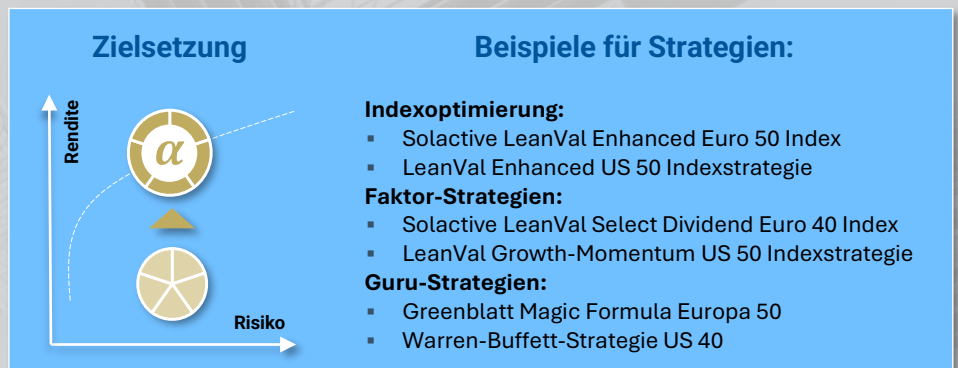 Zielsetzung
Rendite
α
Risiko
Beispiele für Strategien:
Indexoptimierung:
▪ Solactive LeanVal Enhanced Euro 50 Index
▪ LeanVal Enhanced US 50 Indexstrategie
Faktor-Strategien:
▪ Solactive LeanVal Select Dividend Euro 40 Index
▪ LeanVal Growth-Momentum US 50 Indexstrategie
Guru-Strategien:
▪ Greenblatt Magic Formula Europa 50
▪ Warren-Buffett-Strategie US 40